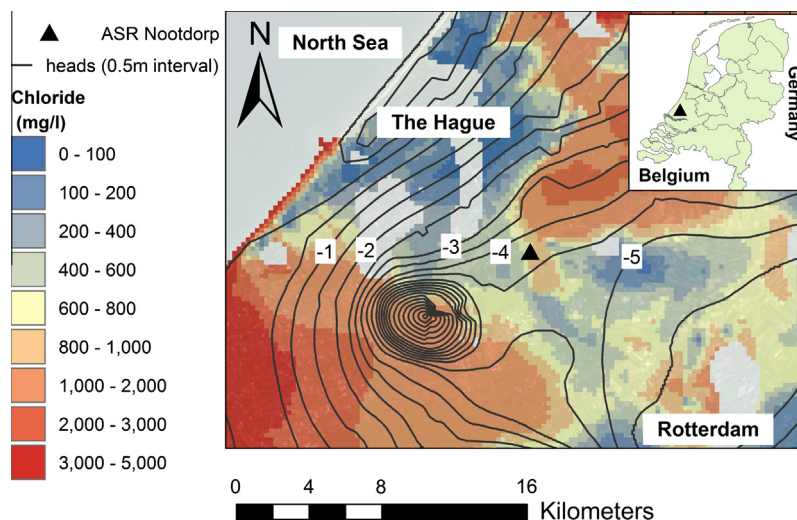 ASR Nootdorp
heads (0.5m interval)
Chloride
(mg/l)
0 - 100
100 - 200
200 - 400
400 - 600
600 - 800
800 - 1,000
1,000 - 2,000
2,000 - 3,000
3,000 - 5,000
N
North Sea
The Hague
-1
-2
-3
-4
-5
Rotterdam
Germany
Belgium
0 2 4 8 16
Kilometers